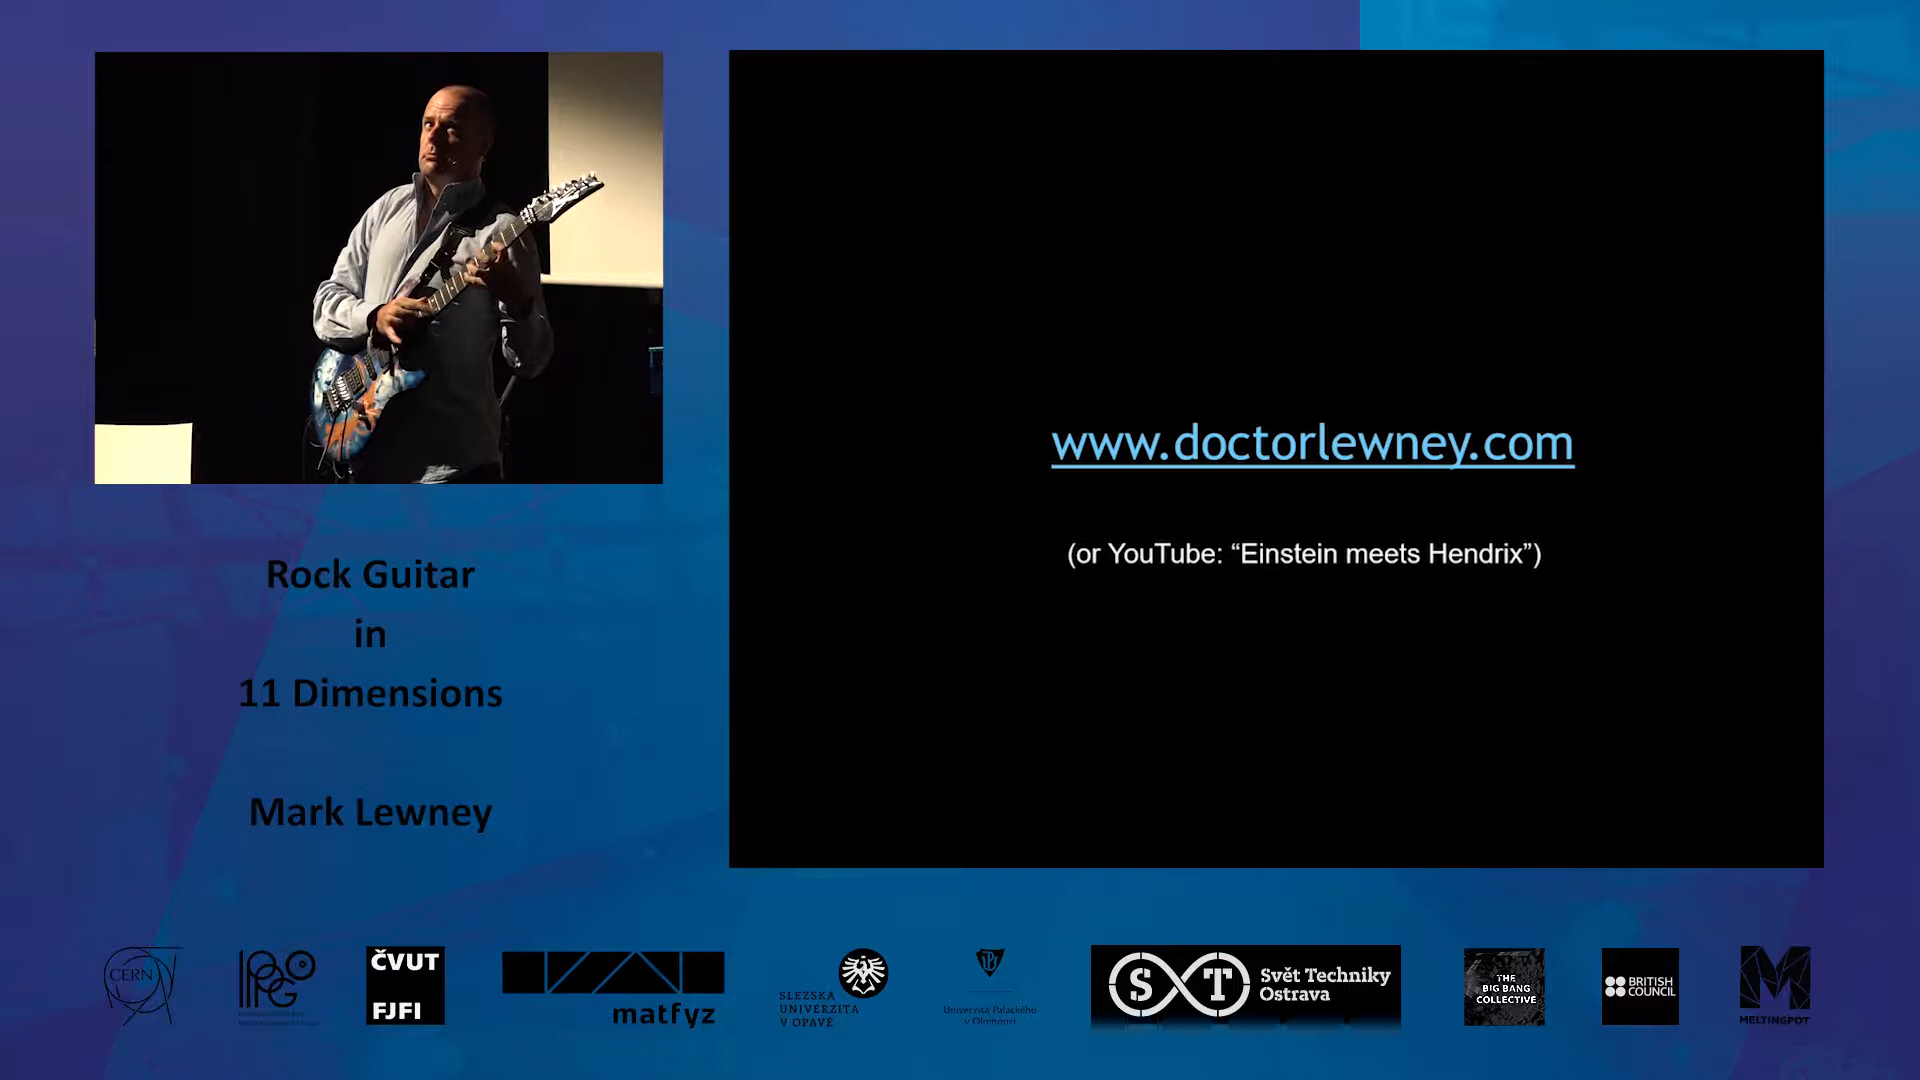 www.doctorlewney.com
(or YouTube: “Einstein meets Hendrix”)
Rock Guitar
in
11 Dimensions
Mark Lewney
CERN
IPPOG
ČVUT
FJFI
matfyz
SLEZSKÁ
UNIVERZITA
V OPAVĚ
Univerzita Palackého
v Olomouci
S T
Svět Techniky
Ostrava
THE
BIG BANG
COLLECTIVE
BRITISH
COUNCIL
MELTINGPOT